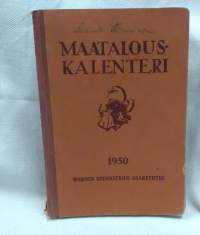 MAATALOUS-
KALENTERI
1950
WERNER SÖDERSTRÖM OSAKEYHTIÖ